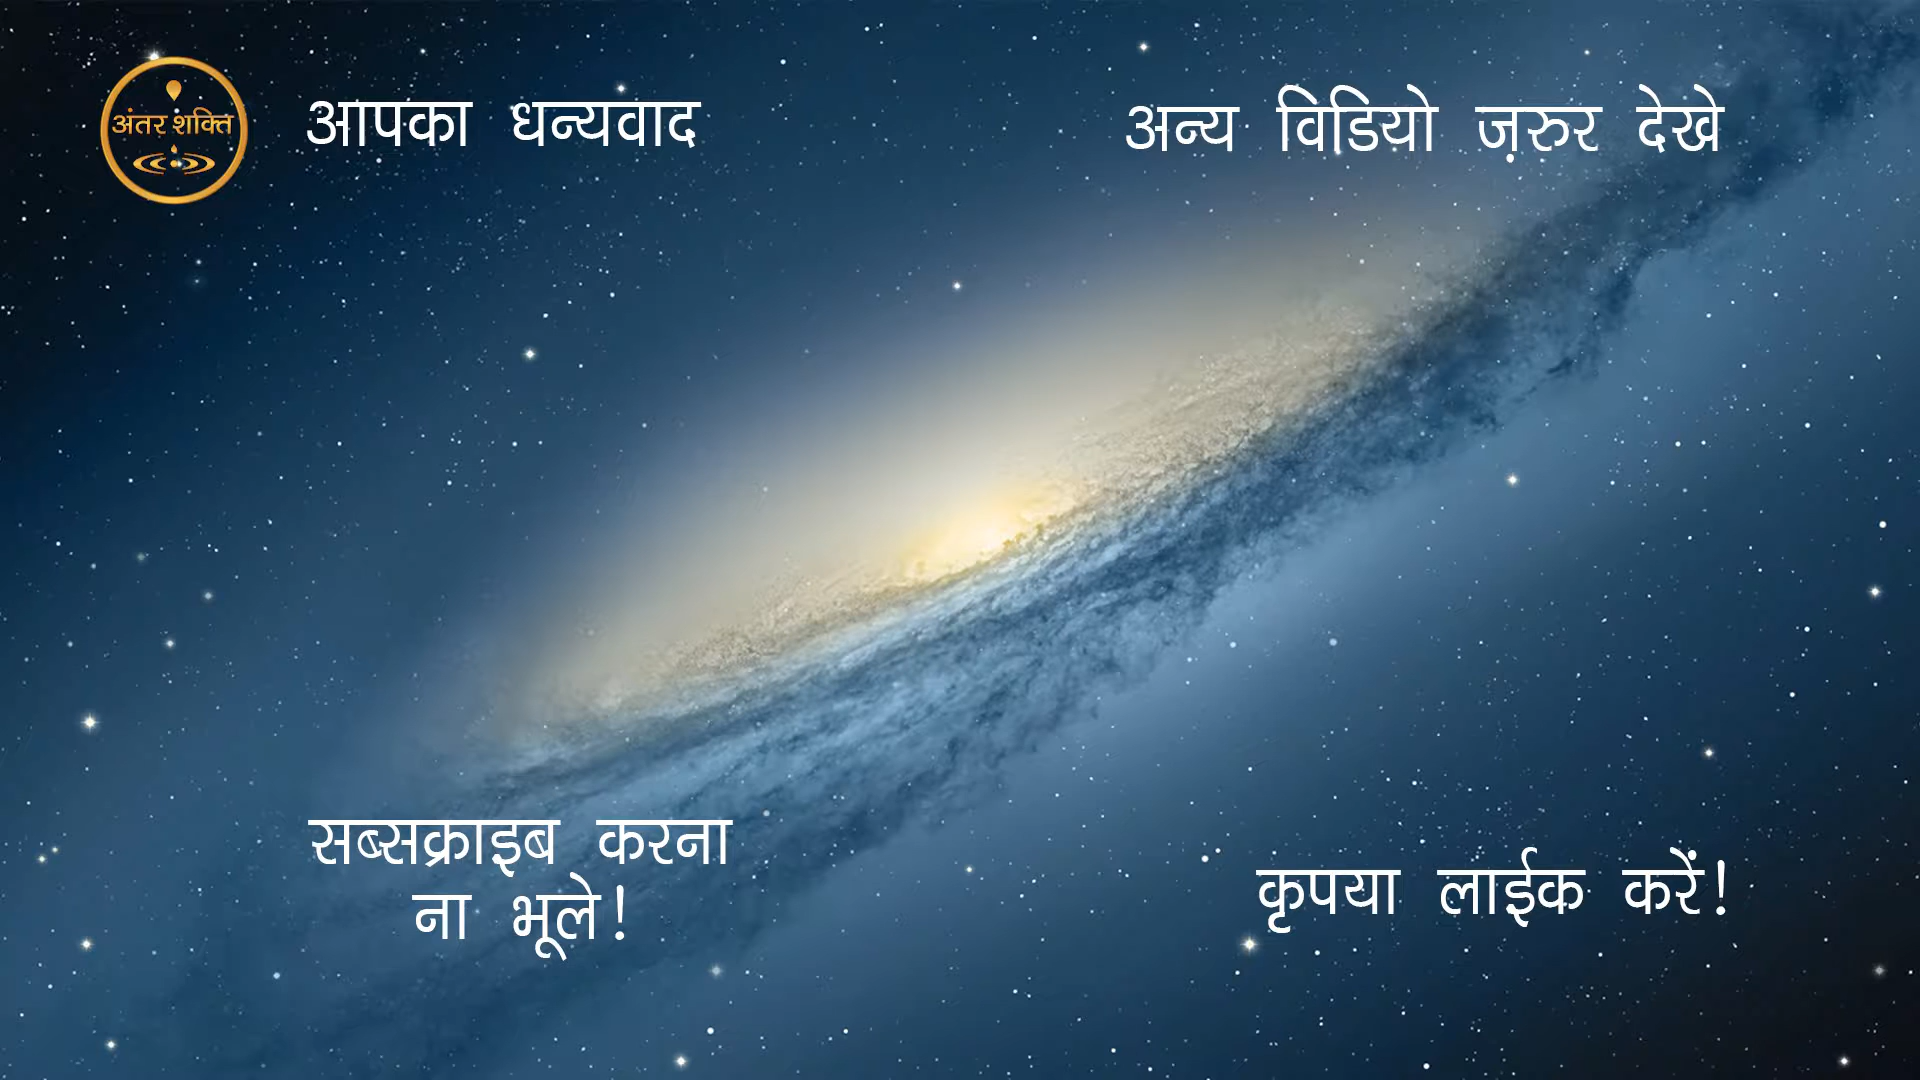 अंतर शक्ति
आपका धन्यवाद
अन्य विडियो ज़रुर देखे
सब्सक्राइब करना
ना भूले!
कृपया लाईक करें!